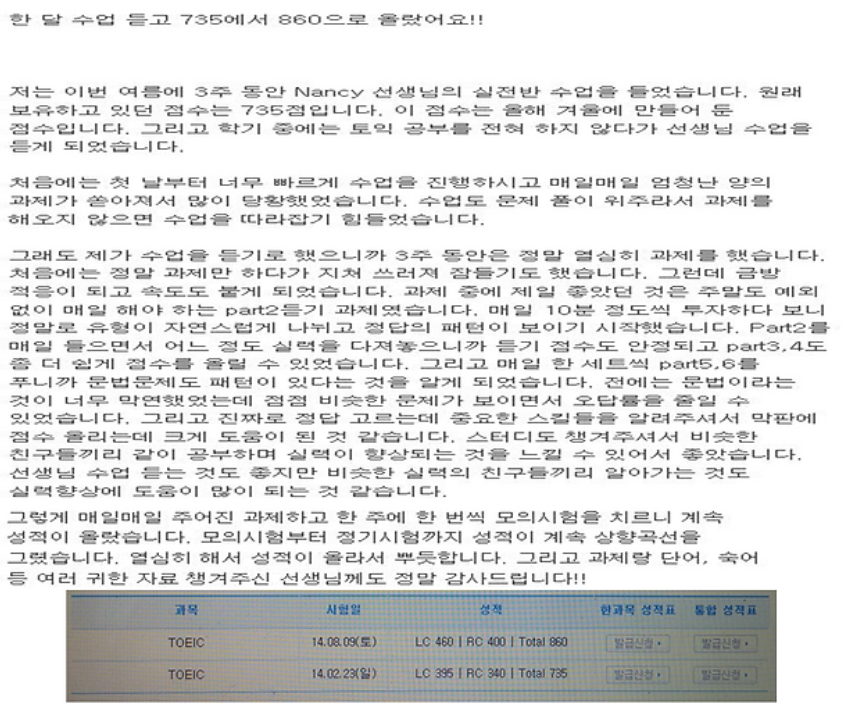 한 달 수업 듣고 735에서 860으로 올랐어요!!
저는 이번 여름에 3주 동안 Nancy 선생님의 실전반 수업을 들었습니다. 원래
보유하고 있던 점수는 735점입니다. 이 점수는 올해 겨울에 만들어 둔
점수입니다. 그리고 학기 중에는 토익 공부를 전혀 하지 않다가 선생님 수업을
듣게 되었습니다.
처음에는 첫 날부터 너무 빠르게 수업을 진행하시고 매일매일 엄청난 양의
과제가 쏟아져서 많이 당황했었습니다. 수업도 문제 풀이 위주라서 과제를
해오지 않으면 수업을 따라잡기 힘들었습니다.
그래도 제가 수업을 듣기로 했으니까 3주 동안은 정말 열심히 과제를 했습니다.
처음에는 정말 과제만 하다가 지쳐 쓰러져 잠들기도 했습니다. 그런데 금방
적응이 되고 속도도 붙게 되었습니다. 과제 중에 제일 좋았던 것은 주말도 예외
없이 매일 해야 하는 part2듣기 과제였습니다. 매일 10분 정도씩 투자하다 보니
정말로 유형이 자연스럽게 나뉘고 정답의 패턴이 보이기 시작했습니다. Part2를
매일 들으면서 어느 정도 실력을 다져놓으니까 듣기 점수도 안정되고 part3,4도
좀 더 쉽게 점수를 올릴 수 있었습니다. 그리고 매일 한 세트씩 part5,6를
푸니까 문법문제도 패턴이 있다는 것을 알게 되었습니다. 전에는 문법이라는
것이 너무 막연했었는데 점점 비슷한 문제가 보이면서 오답률을 줄일 수
있었습니다. 그리고 진짜로 정답 고르는데 중요한 스킬들을 알려주셔서 막판에
점수 올리는데 크게 도움이 된 것 같습니다. 스터디도 챙겨주셔서 비슷한
친구들끼리 같이 공부하며 실력이 향상되는 것을 느낄 수 있어서 좋았습니다.
선생님 수업 듣는 것도 좋지만 비슷한 실력의 친구들끼리 알아가는 것도
실력향상에 도움이 많이 되는 것 같습니다.
그렇게 매일매일 주어진 과제하고 한 주에 한 번씩 모의시험을 치르니 계속
성적이 올랐습니다. 모의시험부터 정기시험까지 성적이 계속 상향곡선을
그렸습니다. 열심히 해서 성적이 올라서 뿌듯합니다. 그리고 과제랑 단어, 숙어
등 여러 귀한 자료 챙겨주신 선생님께도 정말 감사드립니다!!
과목 시험일 성적 한과목 성적표 통합 성적표
TOEIC 14.08.09(토) LC 460 | RC 400 | Total 860 발급신청 발급신청
TOEIC 14.02.23(일) LC 395 | RC 340 | Total 735 발급신청 발급신청